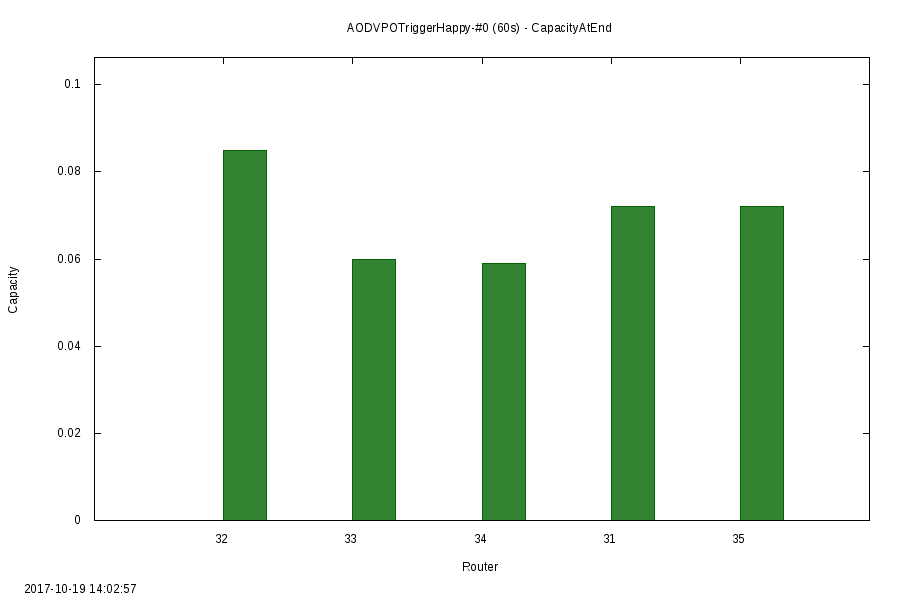 AODVPOTriggerHappy-#0 (60s) - CapacityAtEnd
0.1
0.08
0.06
0.04
0.02
0
Capacity
32 33 34 31 35
Router
2017-10-19 14:02:57